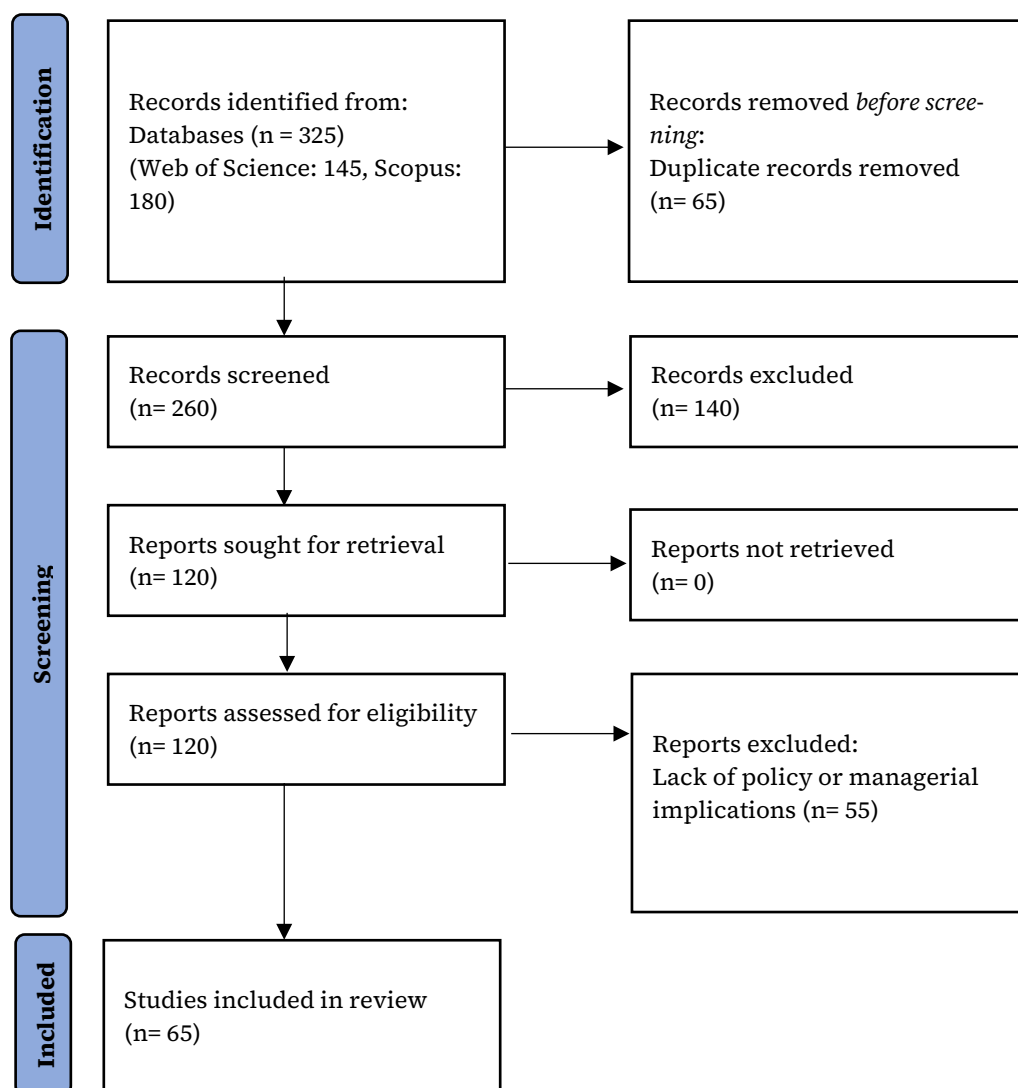 Identification
Records identified from:
Databases (n = 325)
(Web of Science: 145, Scopus:
180)
Records removed before scree-
ning:
Duplicate records removed
(n= 65)
Screening
Records screened
(n= 260)
Records excluded
(n= 140)
Reports sought for retrieval
(n= 120)
Reports not retrieved
(n= 0)
Reports assessed for eligibility
(n= 120)
Reports excluded:
Lack of policy or managerial
implications (n= 55)
Included
Studies included in review
(n= 65)